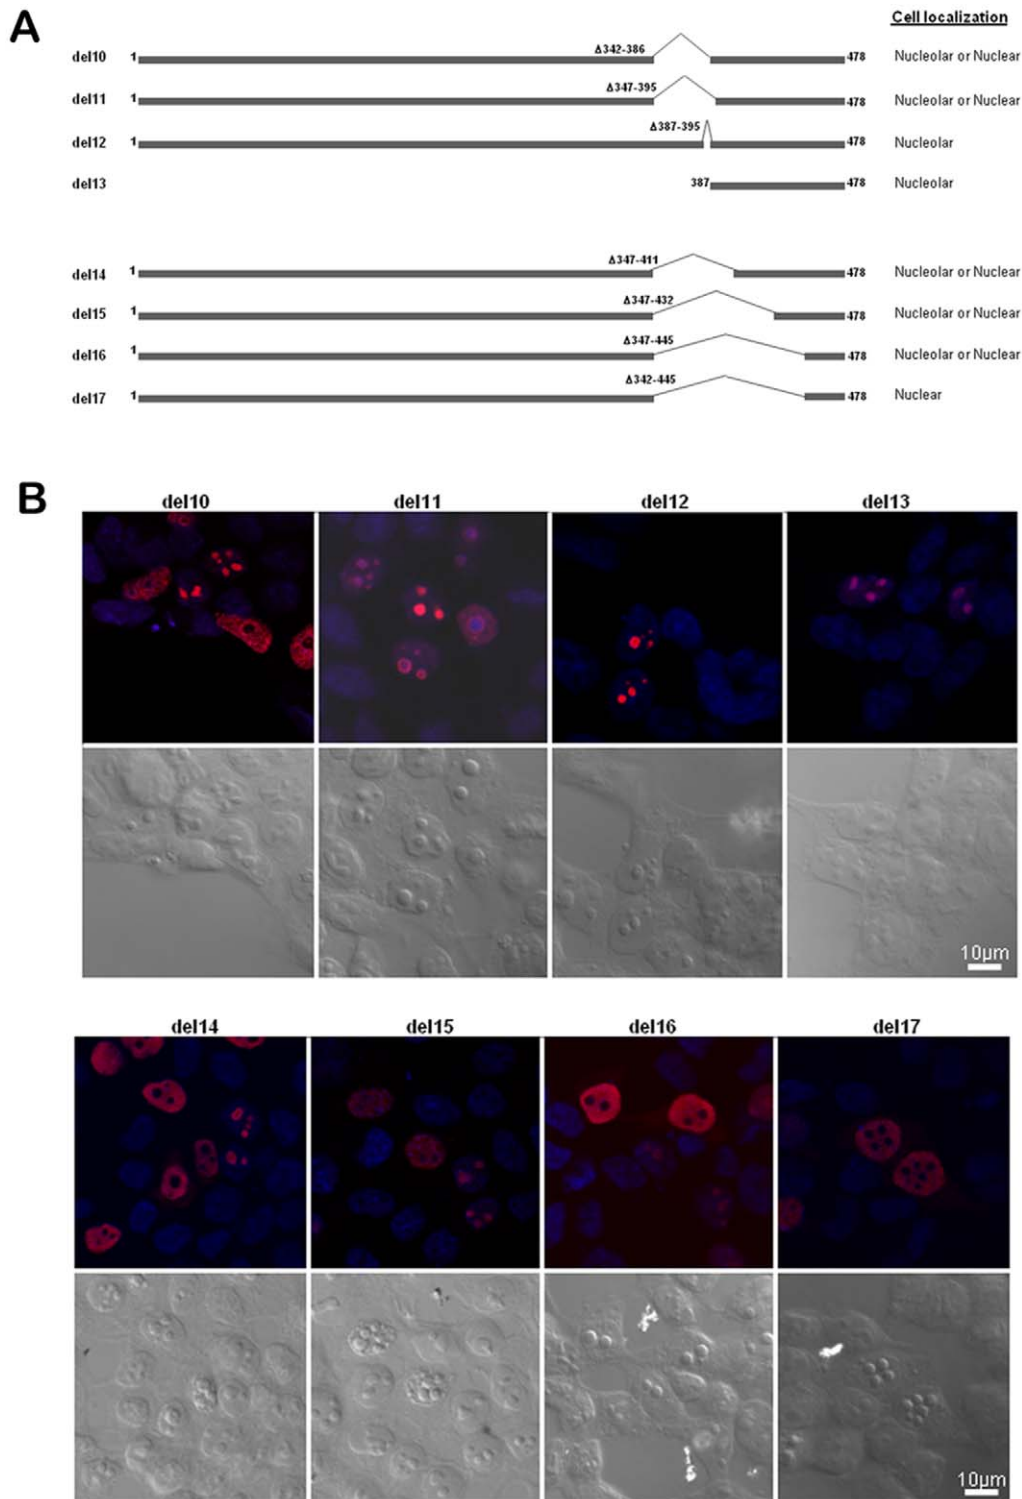 A
Cell localization
del10 1 Δ342-386 478 Nucleolar or Nuclear
del11 1 Δ347-395 478 Nucleolar or Nuclear
del12 1 Δ387-395 478 Nucleolar
del13 387 478 Nucleolar
del14 1 Δ347-411 478 Nucleolar or Nuclear
del15 1 Δ347-432 478 Nucleolar or Nuclear
del16 1 Δ347-445 478 Nucleolar or Nuclear
del17 1 Δ342-445 478 Nuclear
B
del10 del11 del12 del13
10µm
del14 del15 del16 del17
10µm